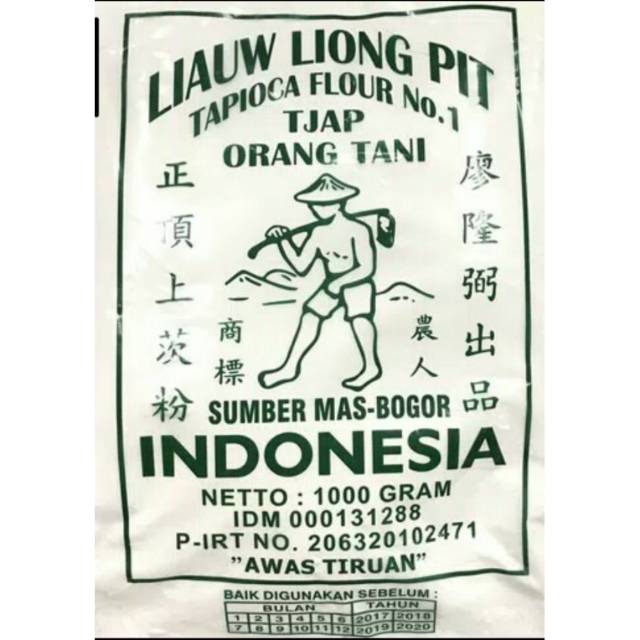 LIAUW LIONG PIT
TAPIOCA FLOUR No.1
TJAP
ORANG TANI
正頂上茨粉
廖隆弼出品
商標
農人
SUMBER MAS-BOGOR
INDONESIA
NETTO : 1000 GRAM
IDM 000131288
P-IRT NO. 206320102471
"AWAS TIRUAN"
BAIK DIGUNAKAN SEBELUM :
BULAN TAHUN
1 2 3 4 5 6 2017 2018
7 8 9 10 11 12 2019 2020